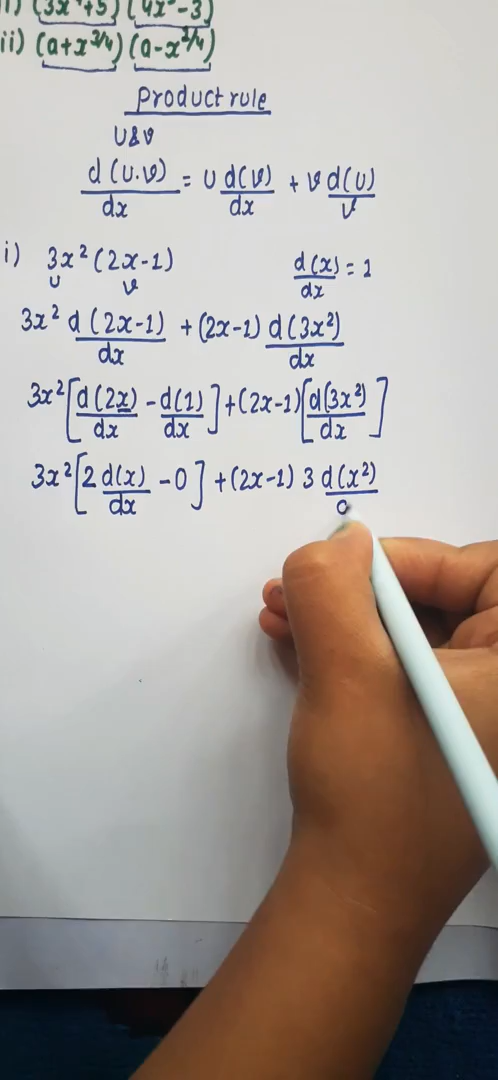 ii) (a+x^3/4) (a-x^3/4)
Product rule
U&V
d(U.V)/dx = U d(V)/dx + V d(U)/V
i) 3x²(2x-1) d(x)/dx = 1
U V
3x² d(2x-1)/dx + (2x-1) d(3x²)/dx
3x²[d(2x)/dx - d(1)/dx] + (2x-1)[d(3x²)/dx]
3x²[2 d(x)/dx - 0] + (2x-1) 3 d(x²)/